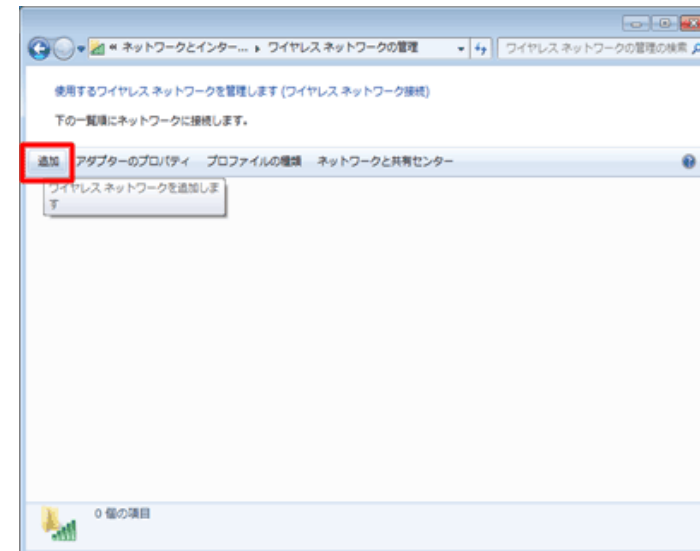 « ネットワークとインター... ▸ ワイヤレス ネットワークの管理
ワイヤレス ネットワークの管理の検索
使用するワイヤレス ネットワークを管理します (ワイヤレス ネットワーク接続)
下の一覧順にネットワークに接続します。
追加 アダプターのプロパティ プロファイルの種類 ネットワークと共有センター
ワイヤレス ネットワークを追加しま
す
0 個の項目